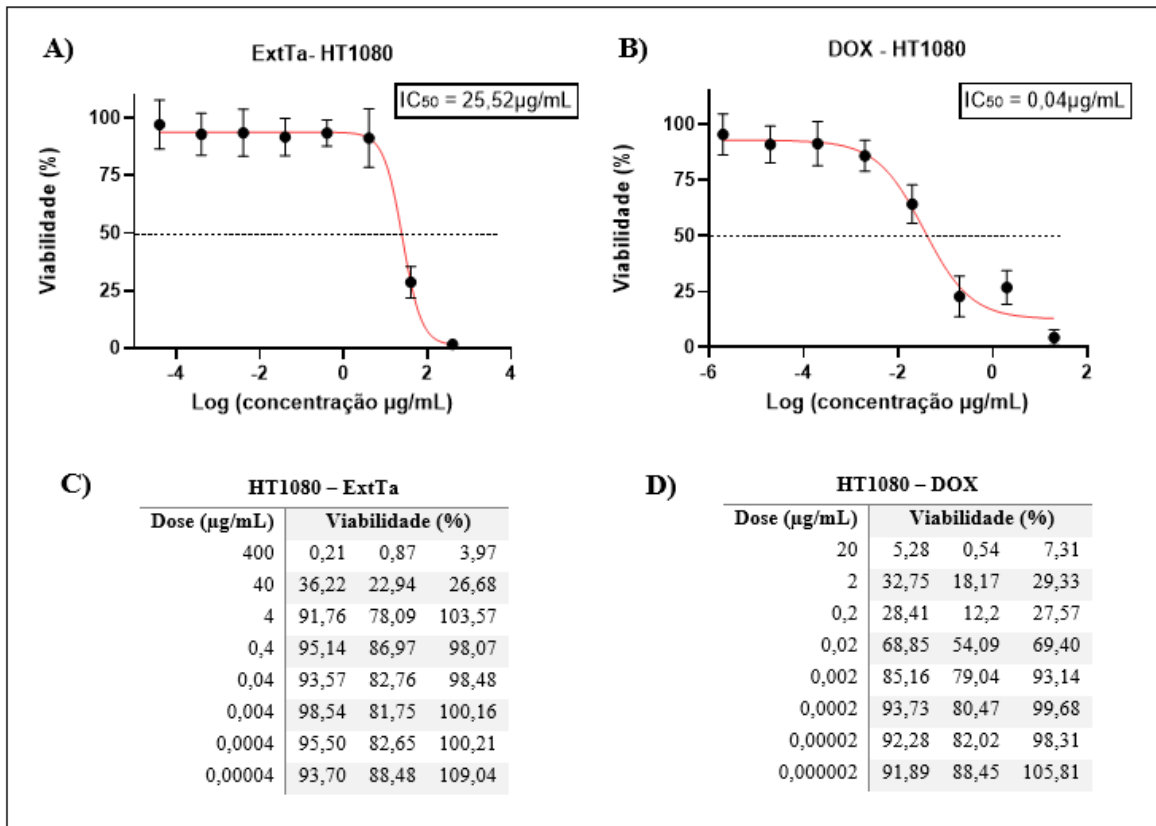 A)
ExtTa- HT1080
IC50 = 25,52µg/mL
Viabilidade (%)
100
75
50
25
0
-4
-2
0
2
4
Log (concentração µg/mL)
B)
DOX - HT1080
IC50 = 0,04µg/mL
Viabilidade (%)
100
75
50
25
0
-6
-4
-2
0
2
Log (concentração µg/mL)
C)
HT1080 – ExtTa
Dose (µg/mL) Viabilidade (%)
400 0,21 0,87 3,97
40 36,22 22,94 26,68
4 91,76 78,09 103,57
0,4 95,14 86,97 98,07
0,04 93,57 82,76 98,48
0,004 98,54 81,75 100,16
0,0004 95,50 82,65 100,21
0,00004 93,70 88,48 109,04
D)
HT1080 – DOX
Dose (µg/mL) Viabilidade (%)
20 5,28 0,54 7,31
2 32,75 18,17 29,33
0,2 28,41 12,2 27,57
0,02 68,85 54,09 69,40
0,002 85,16 79,04 93,14
0,0002 93,73 80,47 99,68
0,00002 92,28 82,02 98,31
0,000002 91,89 88,45 105,81